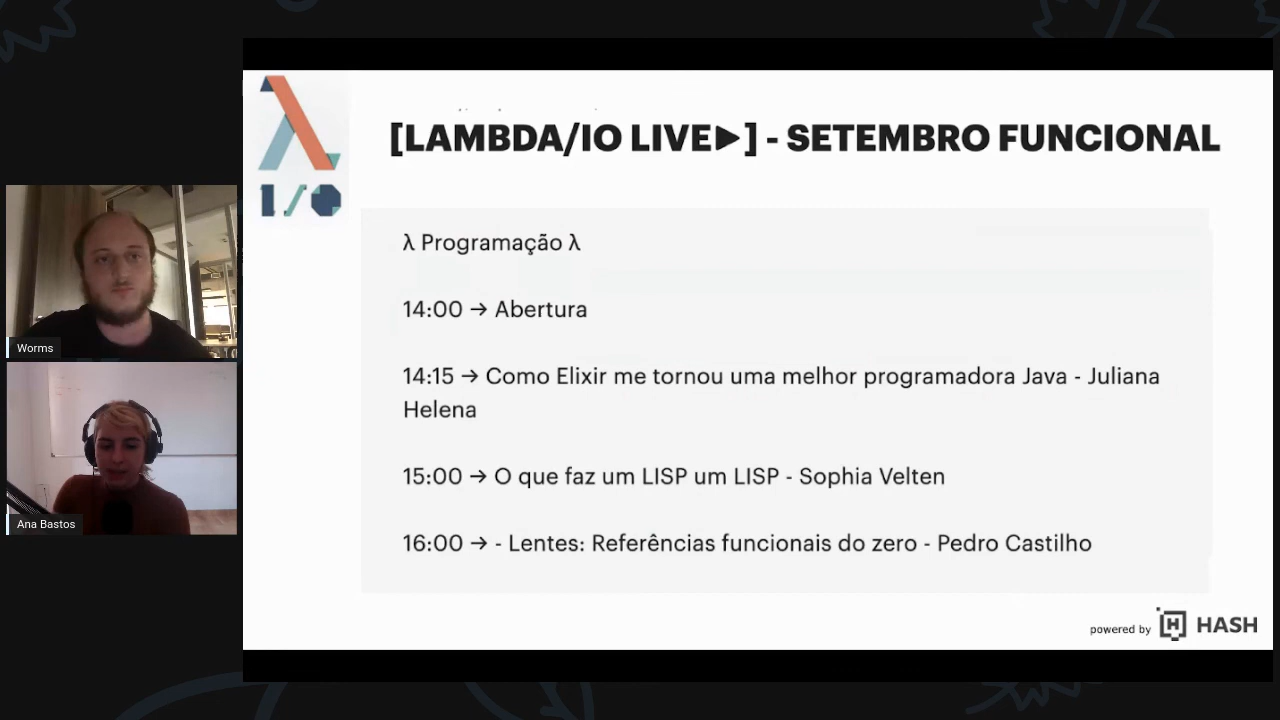 [LAMBDA/IO LIVE▶] - SETEMBRO FUNCIONAL
I/O
λ Programação λ
14:00 → Abertura
14:15 → Como Elixir me tornou uma melhor programadora Java - Juliana
Helena
15:00 → O que faz um LISP um LISP - Sophia Velten
16:00 → - Lentes: Referências funcionais do zero - Pedro Castilho
Worms
Ana Bastos
powered by HASH